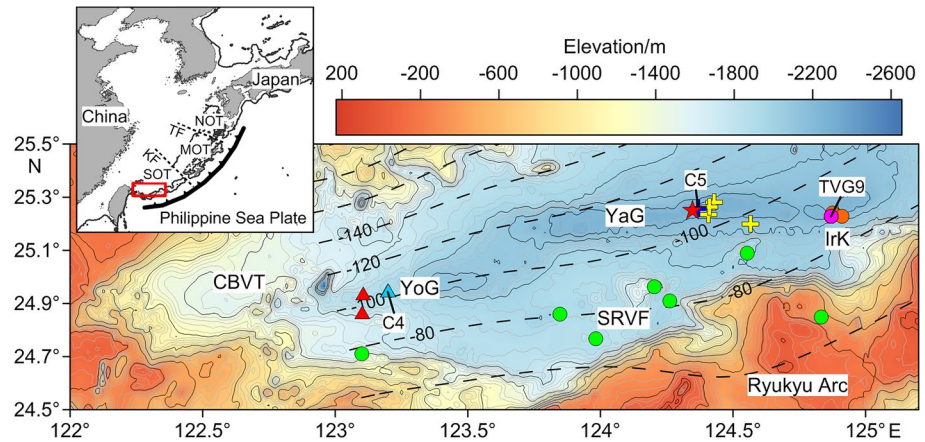 China
Japan
NOT
TF
MOT
KF
SOT
Philippine Sea Plate
Elevation/m
200 -200 -600 -1000 -1400 -1800 -2200 -2600
25.5°
N
25.3°
25.1°
24.9°
24.7°
24.5°
C5
TVG9
YaG
IrK
-140
-120
-100
-100
-80
-80
CBVT
YoG
C4
SRVF
Ryukyu Arc
122 122.5 123 123.5 124 124.5 125 E